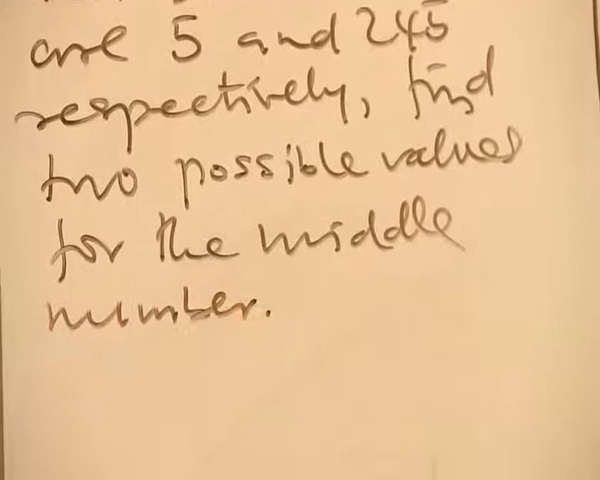 are 5 and 245
respectively, find
two possible values
for the middle
number.